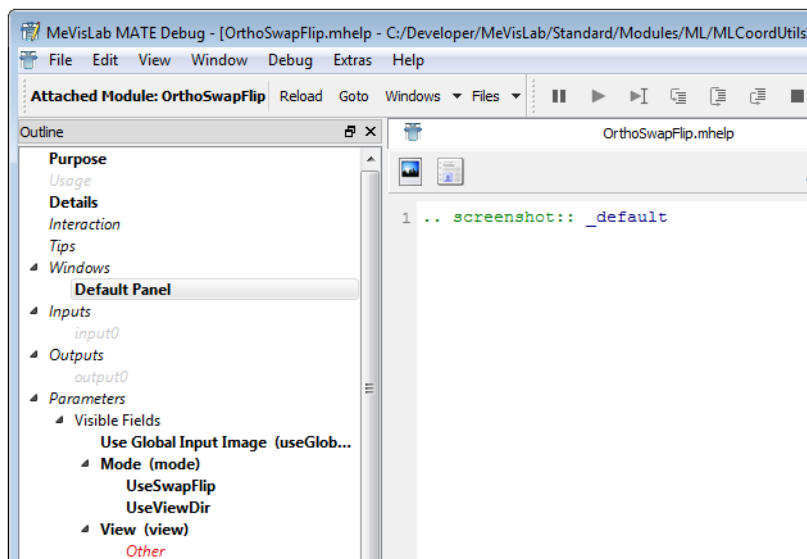 MeVisLab MATE Debug - [OrthoSwapFlip.mhelp - C:/Developer/MeVisLab/Standard/Modules/ML/MLCoordUtils
File Edit View Window Debug Extras Help
Attached Module: OrthoSwapFlip Reload Goto Windows Files
Outline
OrthoSwapFlip.mhelp
Purpose
Usage
Details
Interaction
Tips
Windows
Default Panel
Inputs
input0
Outputs
output0
Parameters
Visible Fields
Use Global Input Image (useGlob...
Mode (mode)
UseSwapFlip
UseViewDir
View (view)
Other
1 .. screenshot:: _default